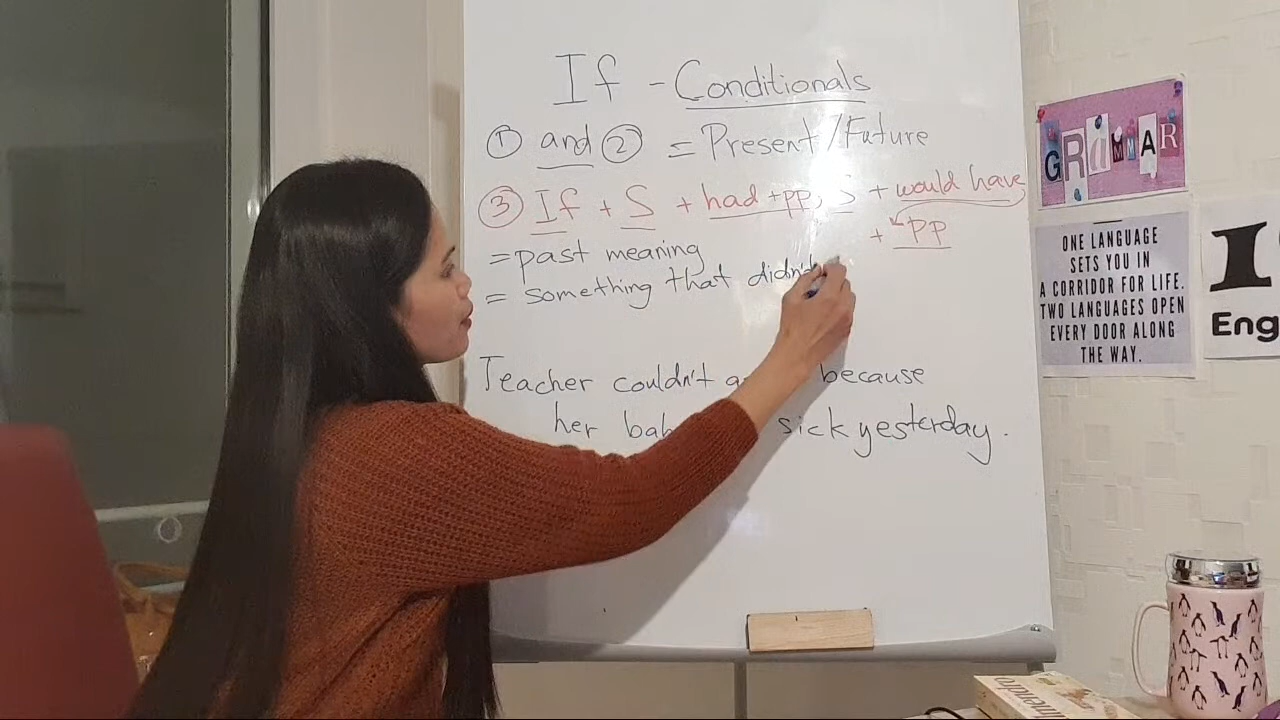 If - Conditionals
① and ② = Present / Future
③ If + S + had + pp, S + would have
+ pp
= past meaning
= something that didn't
Teacher couldn't because
her sick yesterday.
GRAMMAR
ONE LANGUAGE
SETS YOU IN
A CORRIDOR FOR LIFE.
TWO LANGUAGES OPEN
EVERY DOOR ALONG
THE WAY.
I
Eng